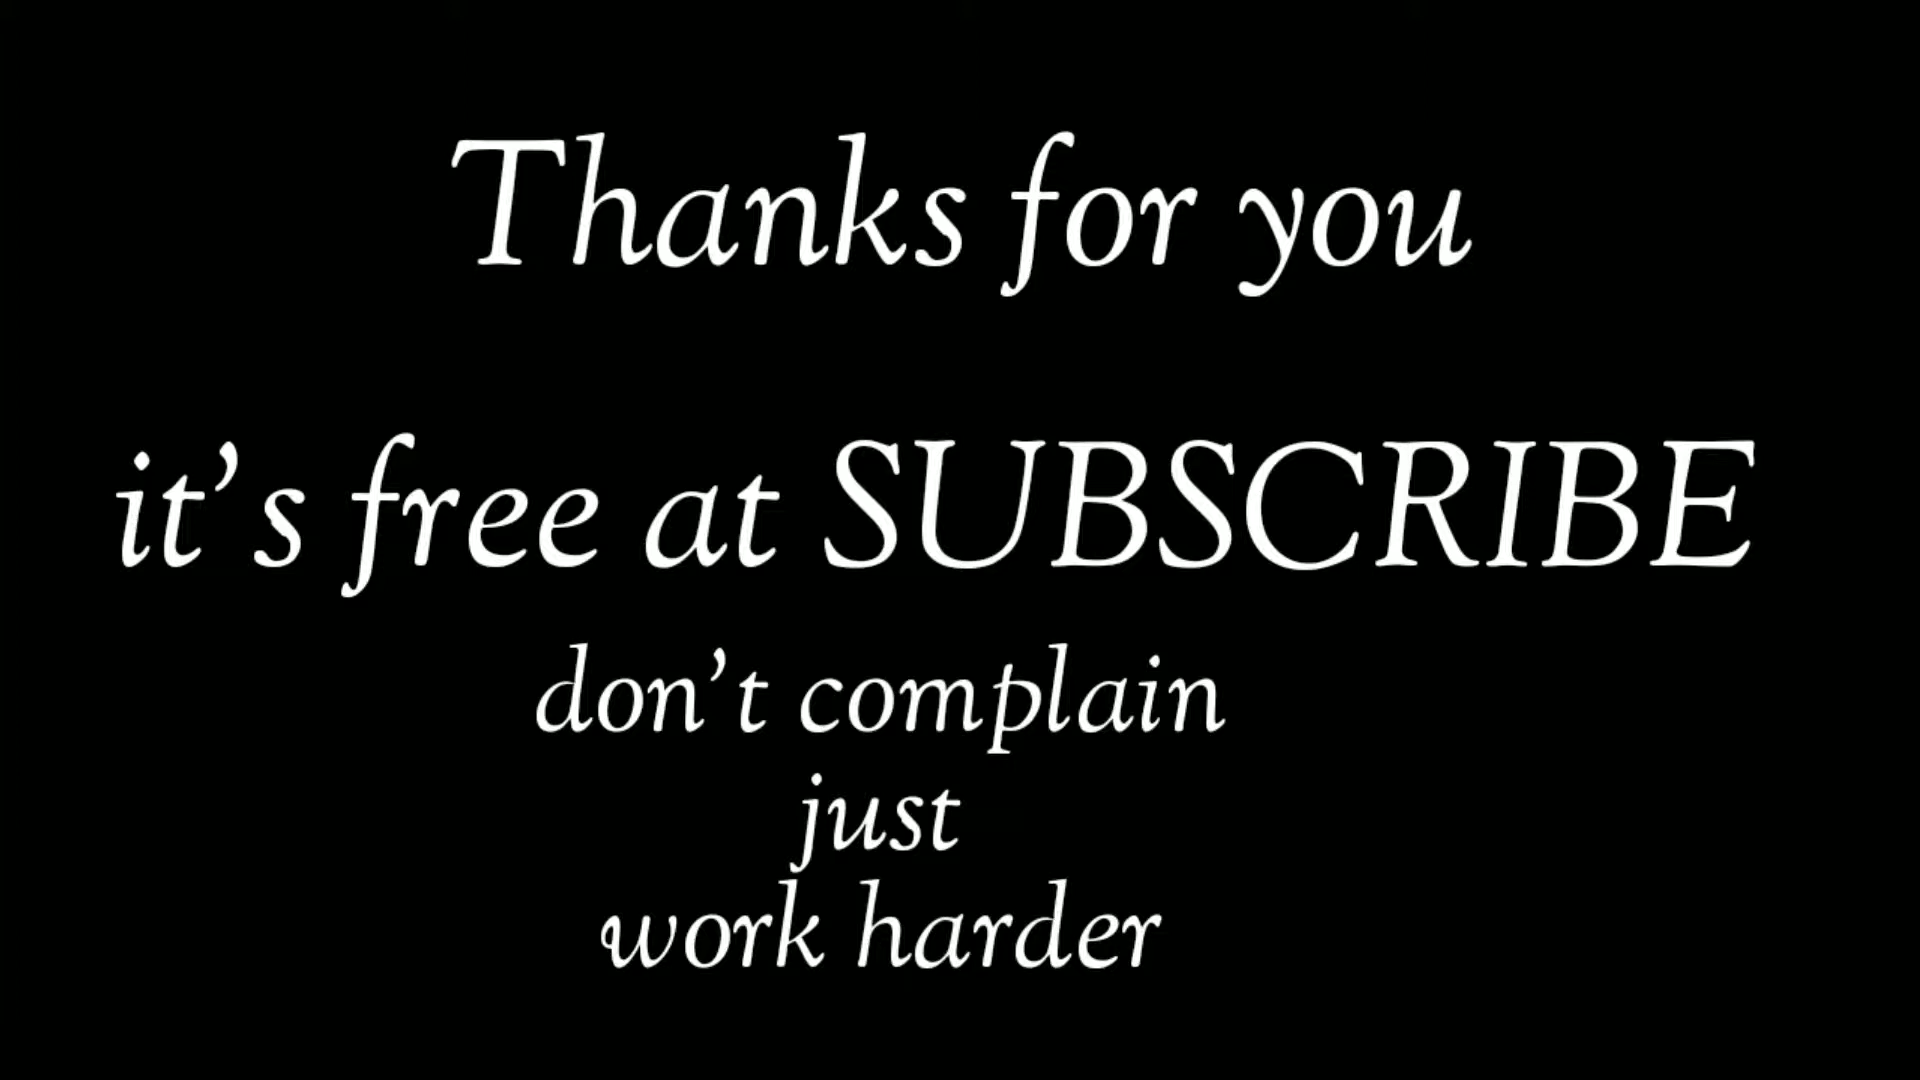 Thanks for you
it’s free at SUBSCRIBE
don’t complain
just
work harder